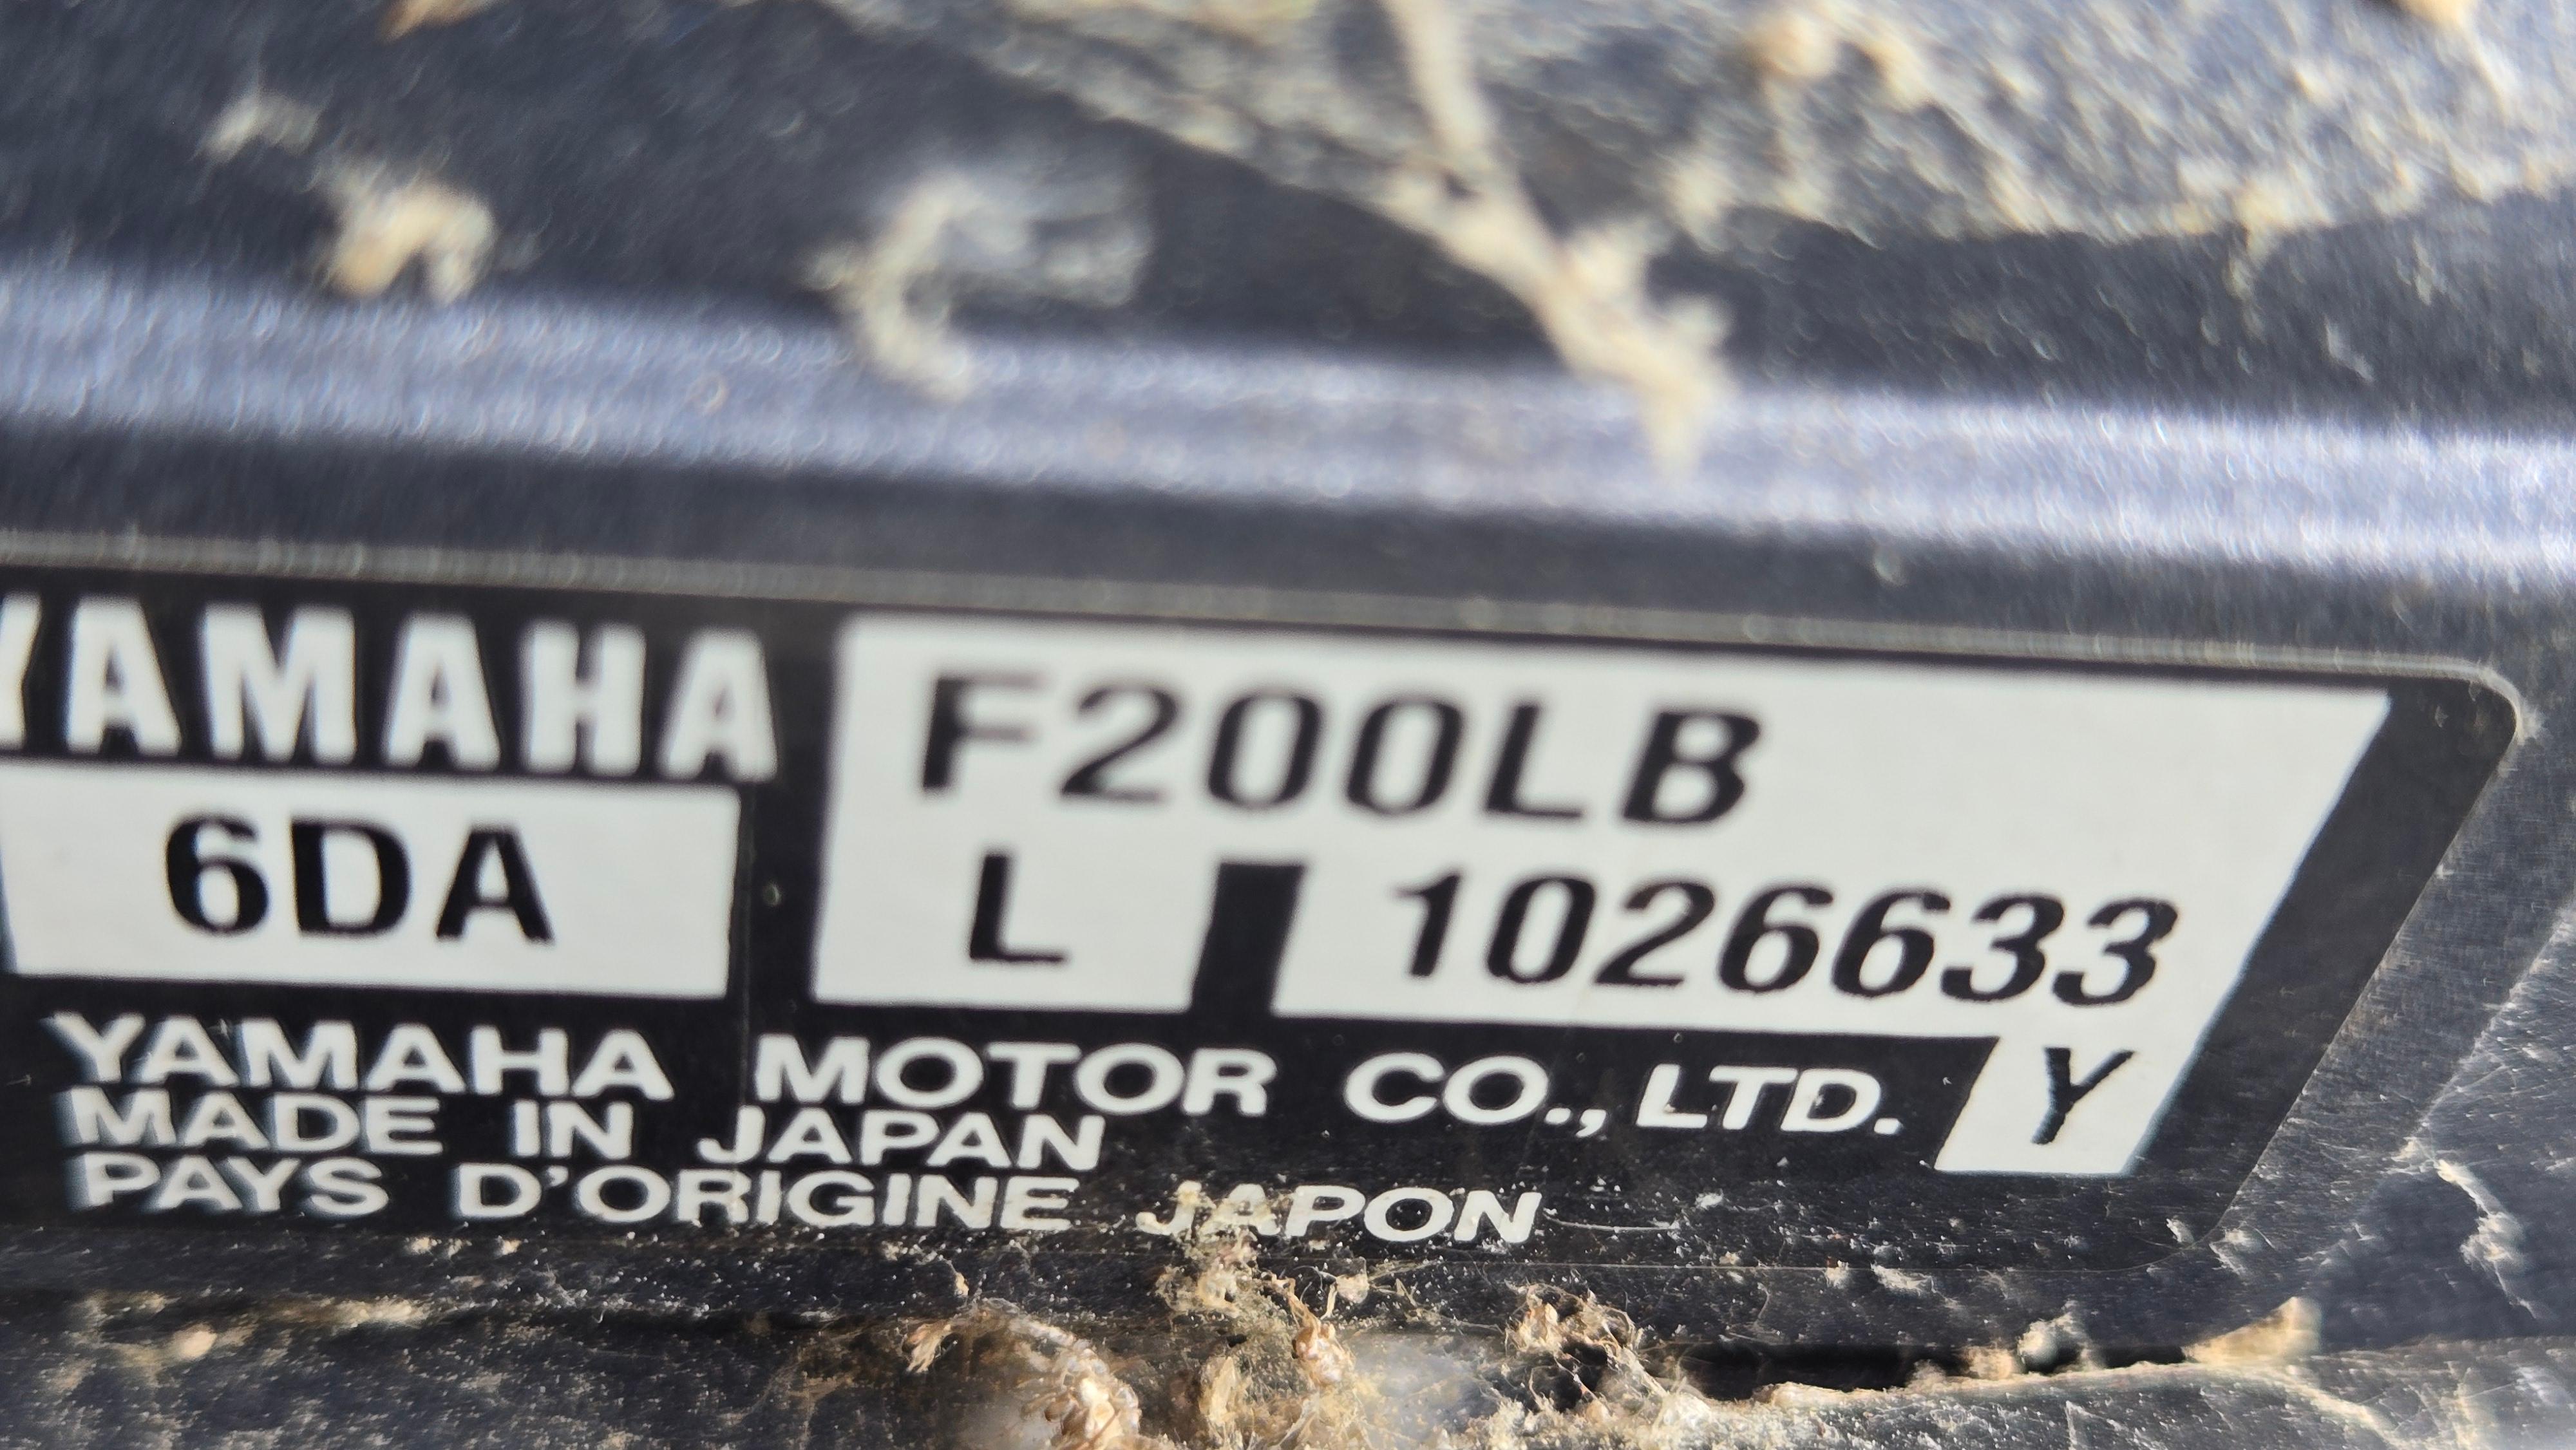 YAMAHA
F200LB
6DA
L 1026633
YAMAHA MOTOR CO., LTD.
Y
MADE IN JAPAN
PAYS D'ORIGINE JAPON